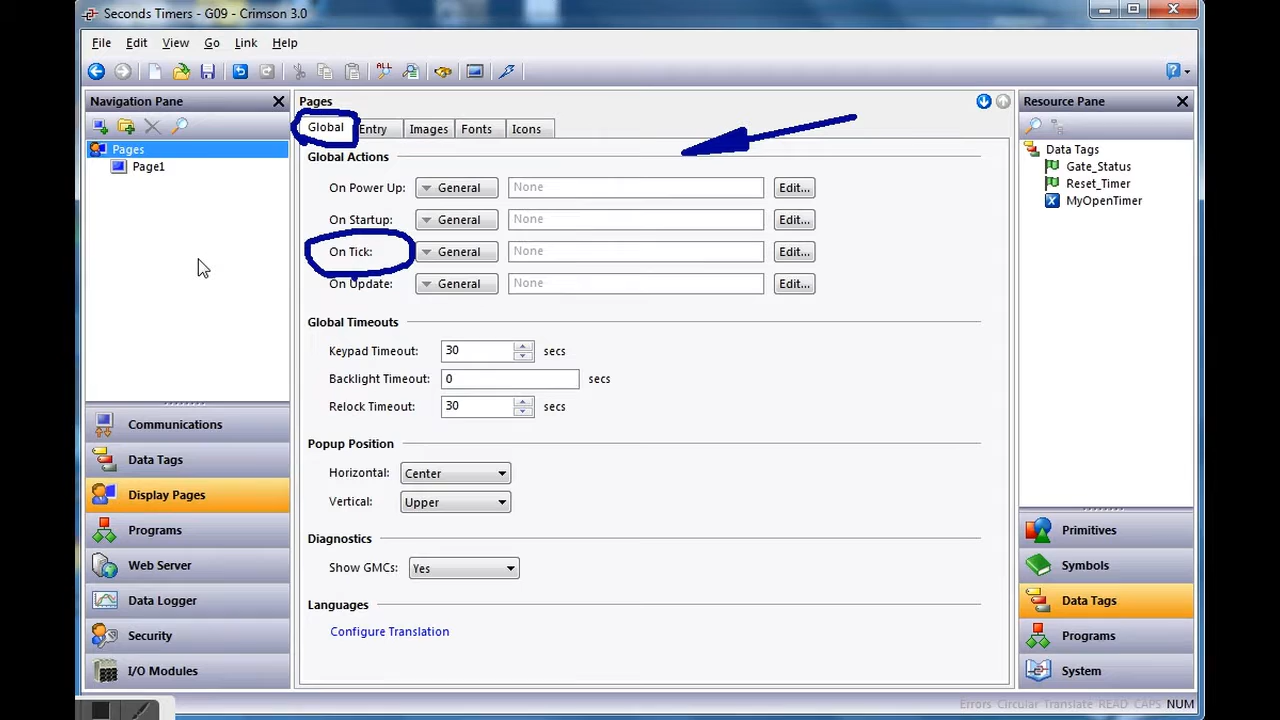 Seconds Timers - G09 - Crimson 3.0
File Edit View Go Link Help
Navigation Pane
Pages
Page1
Communications
Data Tags
Display Pages
Programs
Web Server
Data Logger
Security
I/O Modules
Pages
Global Entry Images Fonts Icons
Global Actions
On Power Up: General None Edit...
On Startup: General None Edit...
On Tick: General None Edit...
On Update: General None Edit...
Global Timeouts
Keypad Timeout: 30 secs
Backlight Timeout: 0 secs
Relock Timeout: 30 secs
Popup Position
Horizontal: Center
Vertical: Upper
Diagnostics
Show GMCs: Yes
Languages
Configure Translation
Resource Pane
Data Tags
Gate_Status
Reset_Timer
MyOpenTimer
Primitives
Symbols
Data Tags
Programs
System
Errors Circular Translate READ CAPS NUM